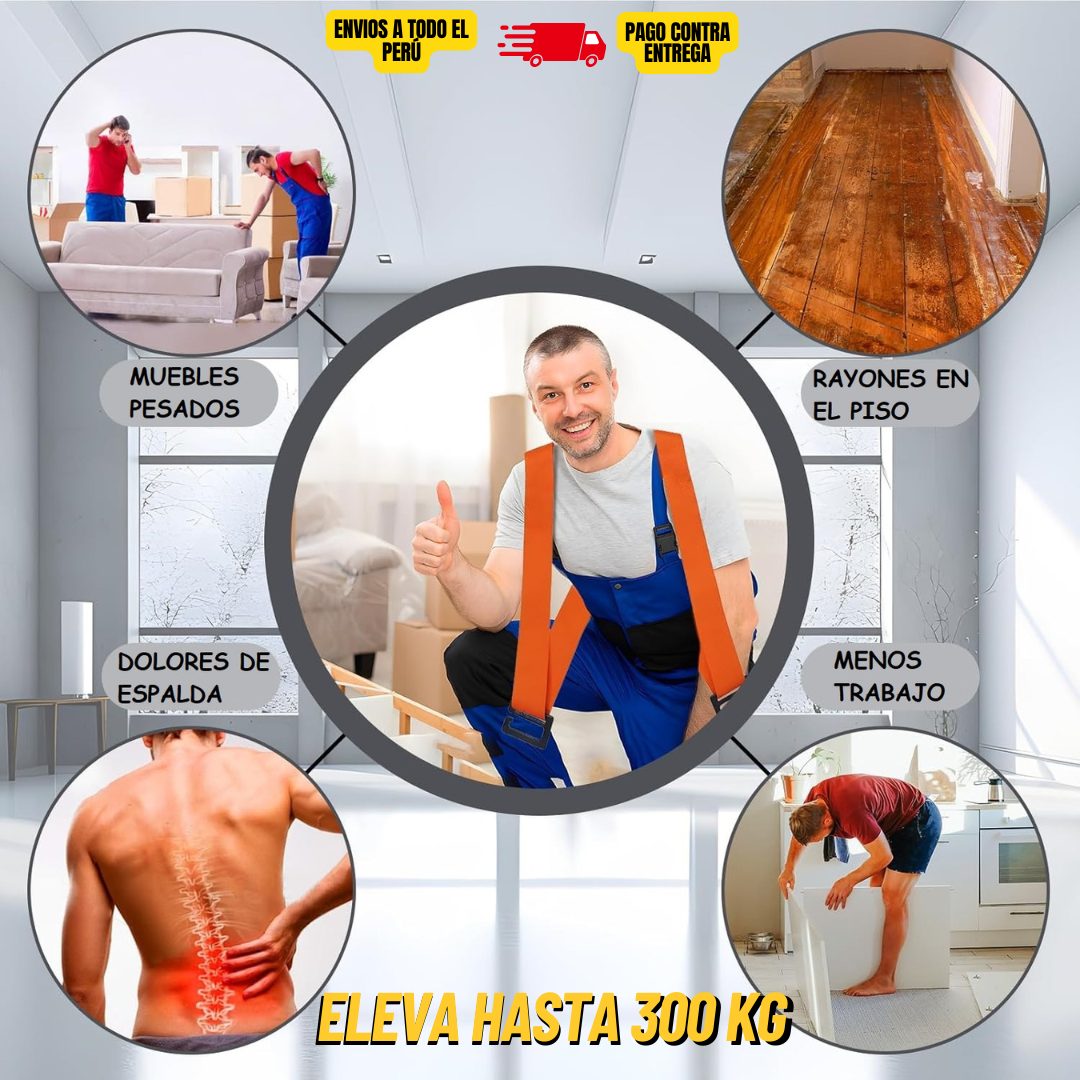 ENVIOS A TODO EL
PERÚ
PAGO CONTRA
ENTREGA
MUEBLES
PESADOS
RAYONES EN
EL PISO
DOLORES DE
ESPALDA
MENOS
TRABAJO
ELEVA HASTA 300 KG